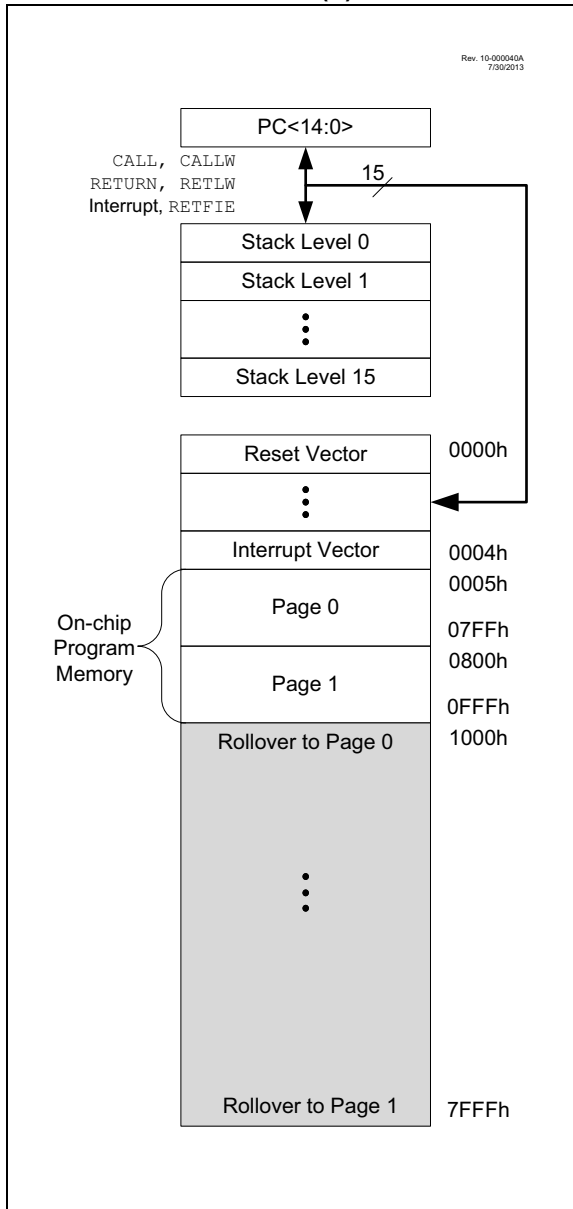 Rev. 10-000040A
7/30/2013
PC<14:0>
CALL, CALLW
RETURN, RETLW
Interrupt, RETFIE
15
Stack Level 0
Stack Level 1
Stack Level 15
Reset Vector
0000h
Interrupt Vector
0004h
On-chip
Program
Memory
0005h
Page 0
07FFh
0800h
Page 1
0FFFh
Rollover to Page 0
1000h
Rollover to Page 1
7FFFh